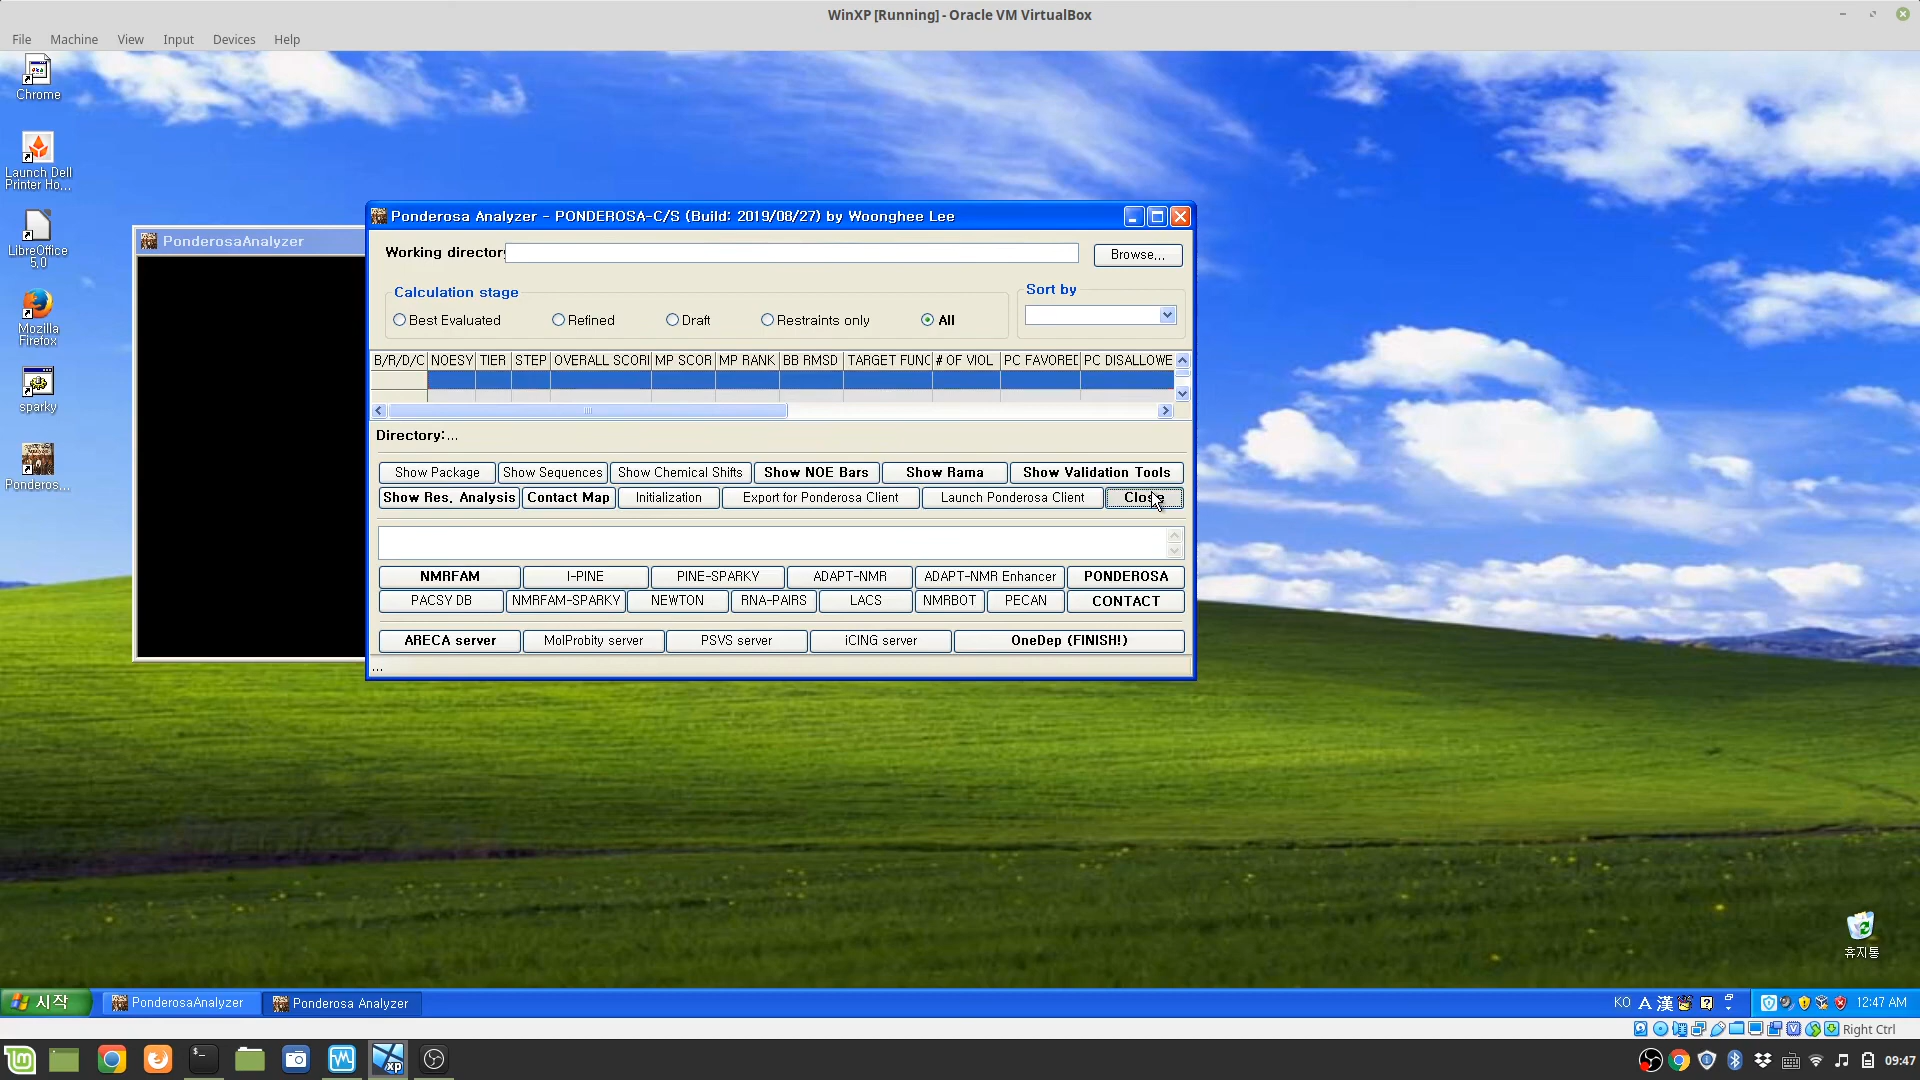 WinXP [Running] - Oracle VM VirtualBox
File Machine View Input Devices Help
Chrome
Launch Dell
Printer Ho...
LibreOffice
5,0
Mozilla
Firefox
sparky
Ponderos...
PonderosaAnalyzer
Ponderosa Analyzer - PONDEROSA-C/S (Build: 2019/08/27) by Woonghee Lee
Working director
Browse...
Calculation stage
Sort by
Best Evaluated Refined Draft Restraints only All
B/R/D/C NOESY TIER STEP OVERALL SCORI MP SCOR MP RANK BB RMSD TARGET FUNC # OF VIOL PC FAVORED PC DISALLOWE
Directory:...
Show Package Show Sequences Show Chemical Shifts Show NOE Bars Show Rama Show Validation Tools
Show Res. Analysis Contact Map Initialization Export for Ponderosa Client Launch Ponderosa Client Close
NMRFAM I-PINE PINE-SPARKY ADAPT-NMR ADAPT-NMR Enhancer PONDEROSA
PACSY DB NMRFAM-SPARKY NEWTON RNA-PAIRS LACS NMRBOT PECAN CONTACT
ARECA server MolProbity server PSVS server iCING server OneDep (FINISH!)
...
휴지통
시작 PonderosaAnalyzer Ponderosa Analyzer KO A 漢 12:47 AM
Right Ctrl
xp 09:47